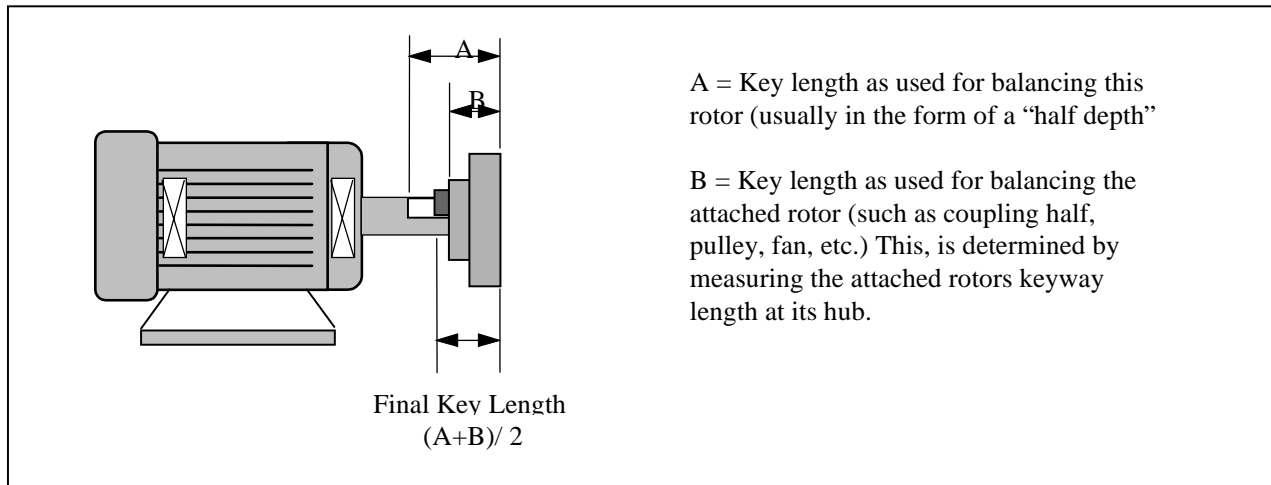 A
B
A = Key length as used for balancing this
rotor (usually in the form of a “half depth”
B = Key length as used for balancing the
attached rotor (such as coupling half,
pulley, fan, etc.) This, is determined by
measuring the attached rotors keyway
length at its hub.
Final Key Length
(A+B)/ 2